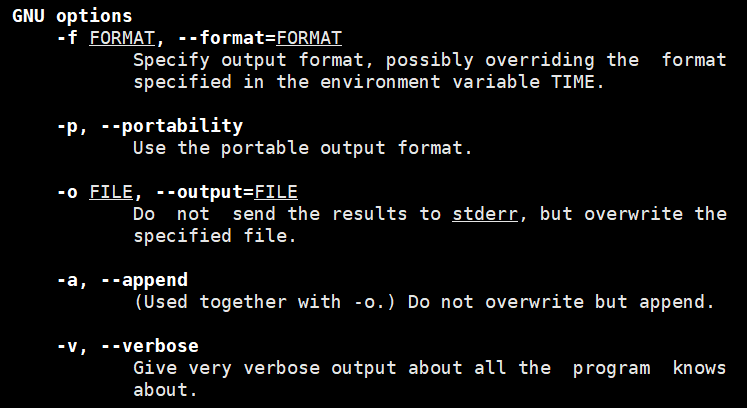 GNU options
-f FORMAT, --format=FORMAT
Specify output format, possibly overriding the  format
specified in the environment variable TIME.
-p, --portability
Use the portable output format.
-o FILE, --output=FILE
Do  not  send the results to stderr, but overwrite the
specified file.
-a, --append
(Used together with -o.) Do not overwrite but append.
-v, --verbose
Give very verbose output about all the  program  knows
about.